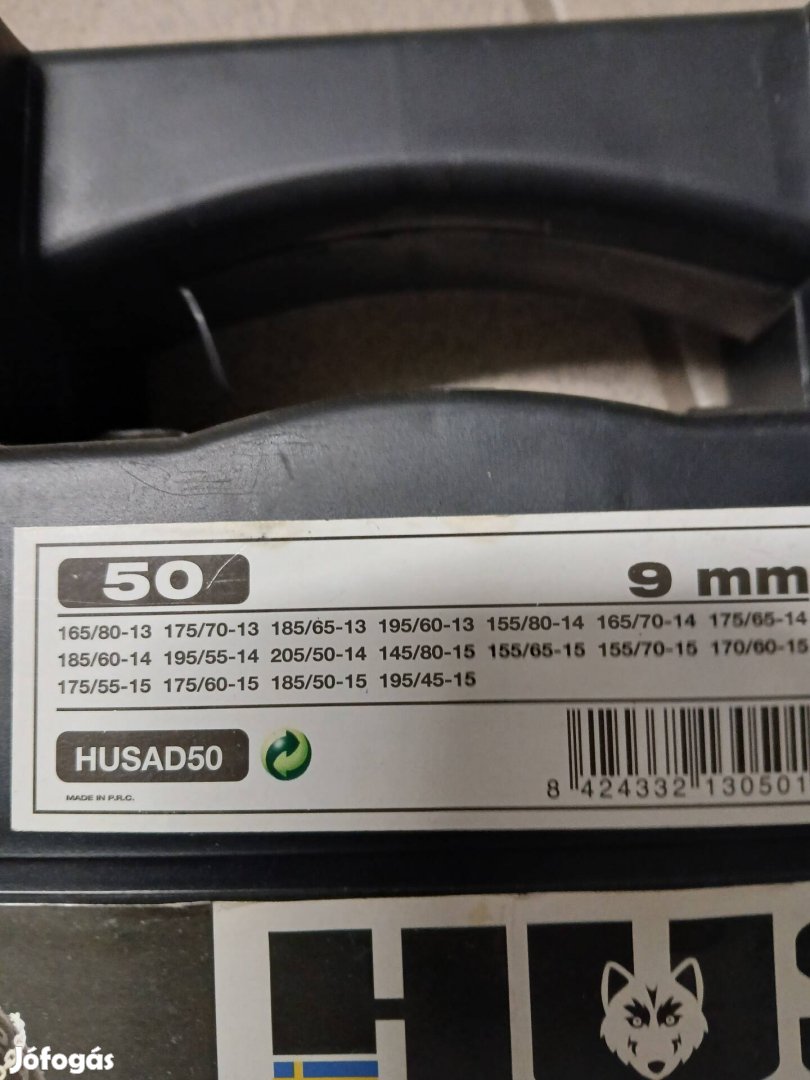 50 9 mm
165/80-13 175/70-13 185/65-13 195/60-13 155/80-14 165/70-14 175/65-14
185/60-14 195/55-14 205/50-14 145/80-15 155/65-15 155/70-15 170/60-15
175/55-15 175/60-15 185/50-15 195/45-15
HUSAD50
MADE IN P.R.C.
8 424332 130501
HUS
Jófogás